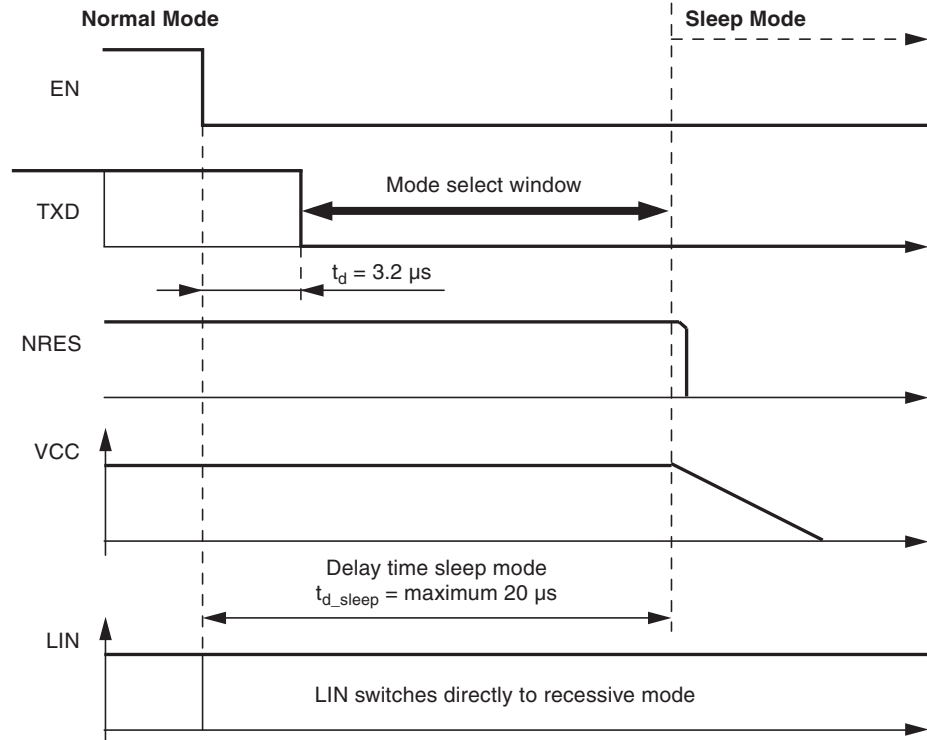 Normal Mode
Sleep Mode
EN
TXD
Mode select window
t_d = 3.2 µs
NRES
VCC
Delay time sleep mode
t_d_sleep = maximum 20 µs
LIN
LIN switches directly to recessive mode